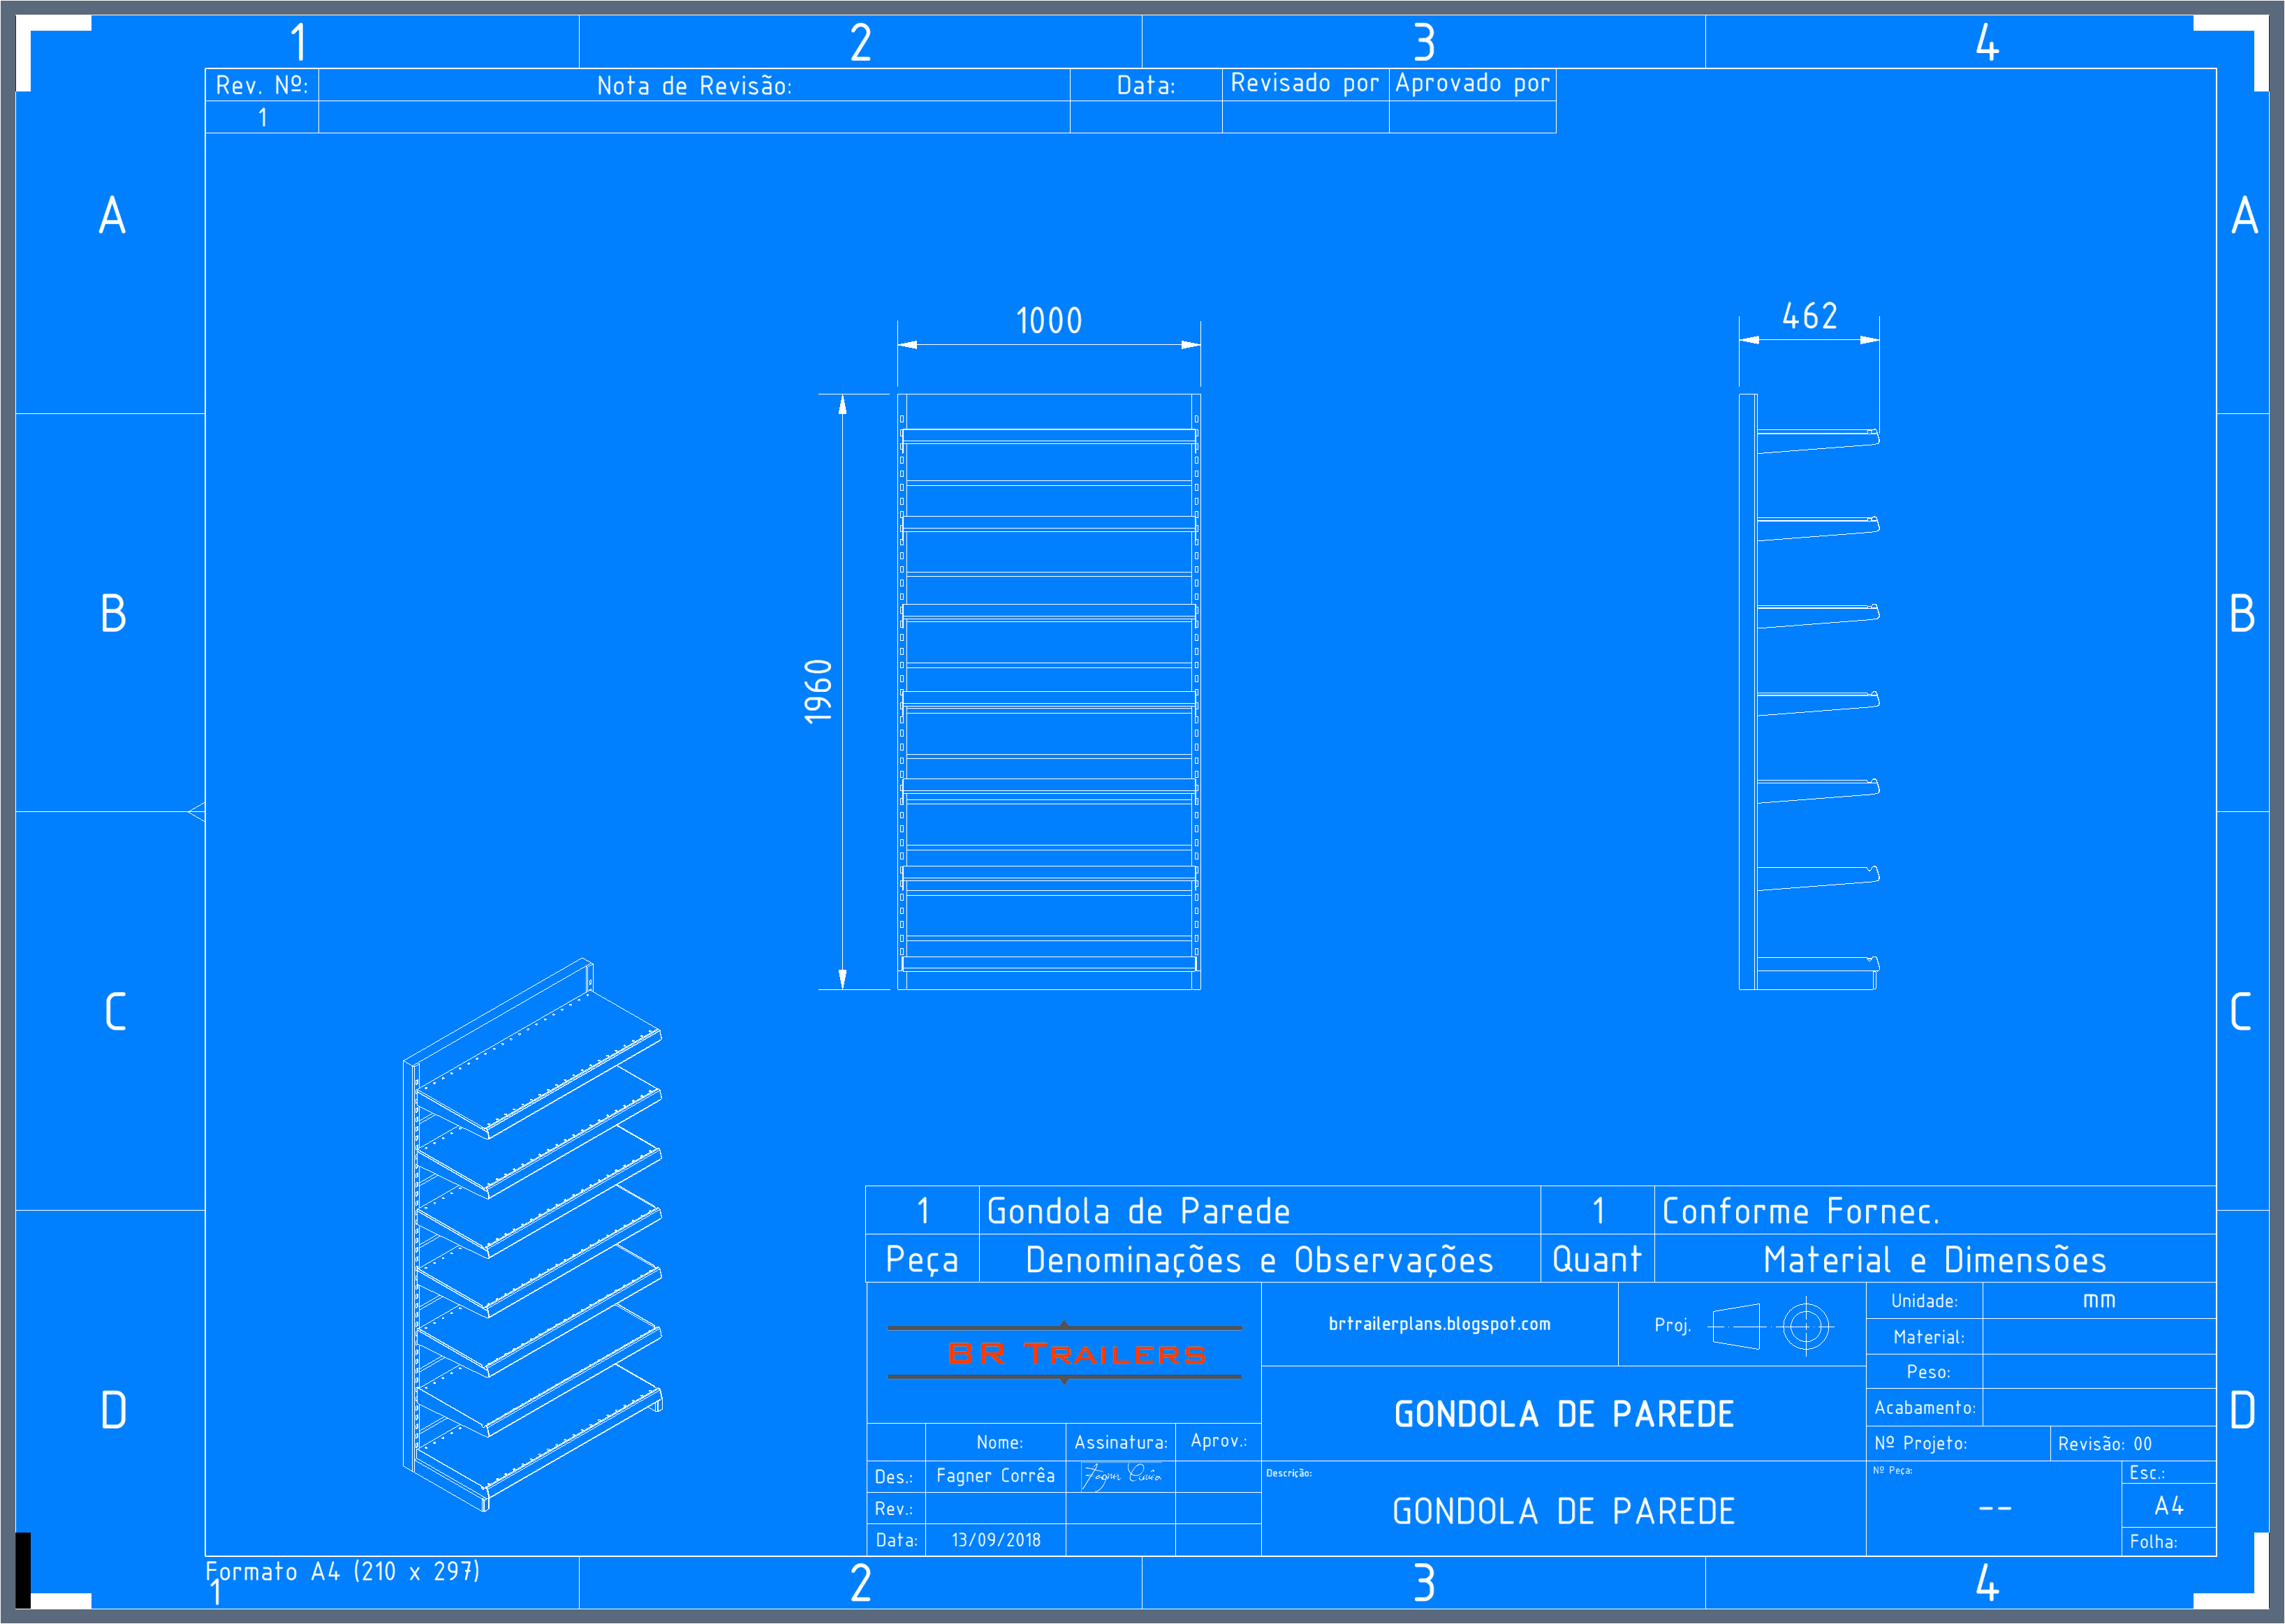 1 2 3 4
Rev. Nº: Nota de Revisão: Data: Revisado por Aprovado por
1
A A
1000 462
B B
1960
C C
1 Gondola de Parede 1 Conforme Fornec.
Peça Denominações e Observações Quant Material e Dimensões
brtrailerplans.blogspot.com Proj. Unidade: mm
BR TRAILERS
Material:
Peso:
GONDOLA DE PAREDE
Acabamento:
D D
Nome: Assinatura: Aprov.: Nº Projeto: Revisão: 00
Des.: Fagner Corrêa Fagner Corrêa Descrição: Nº Peça: Esc.:
Rev.: GONDOLA DE PAREDE -- A4
Data: 13/09/2018 Folha:
Formato A4 (210 x 297)
1 2 3 4